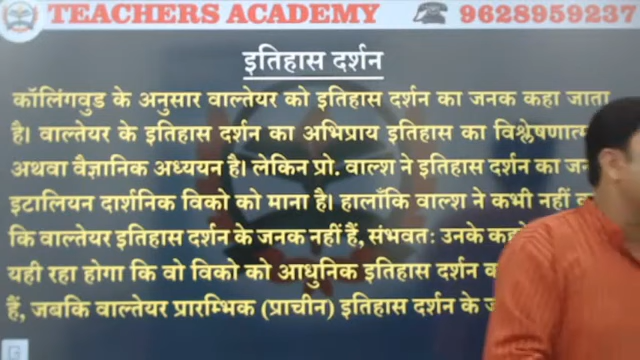 TEACHERS ACADEMY ☎ 9628959237
इतिहास दर्शन
कॉलिंगवुड के अनुसार वाल्तेयर को इतिहास दर्शन का जनक कहा जाता
है। वाल्तेयर के इतिहास दर्शन का अभिप्राय इतिहास का
अथवा वैज्ञानिक अध्ययन है। लेकिन प्रो. वाल्श ने इतिहास दर्शन का
इटालियन दार्शनिक विको को माना है। हालाँकि वाल्श ने कभी नहीं
कि वाल्तेयर इतिहास दर्शन के जनक नहीं हैं, संभवतः उनके
यही रहा होगा कि वो विको को आधुनिक इतिहास दर्शन
हैं, जबकि वाल्तेयर प्रारम्भिक (प्राचीन) इतिहास दर्शन के